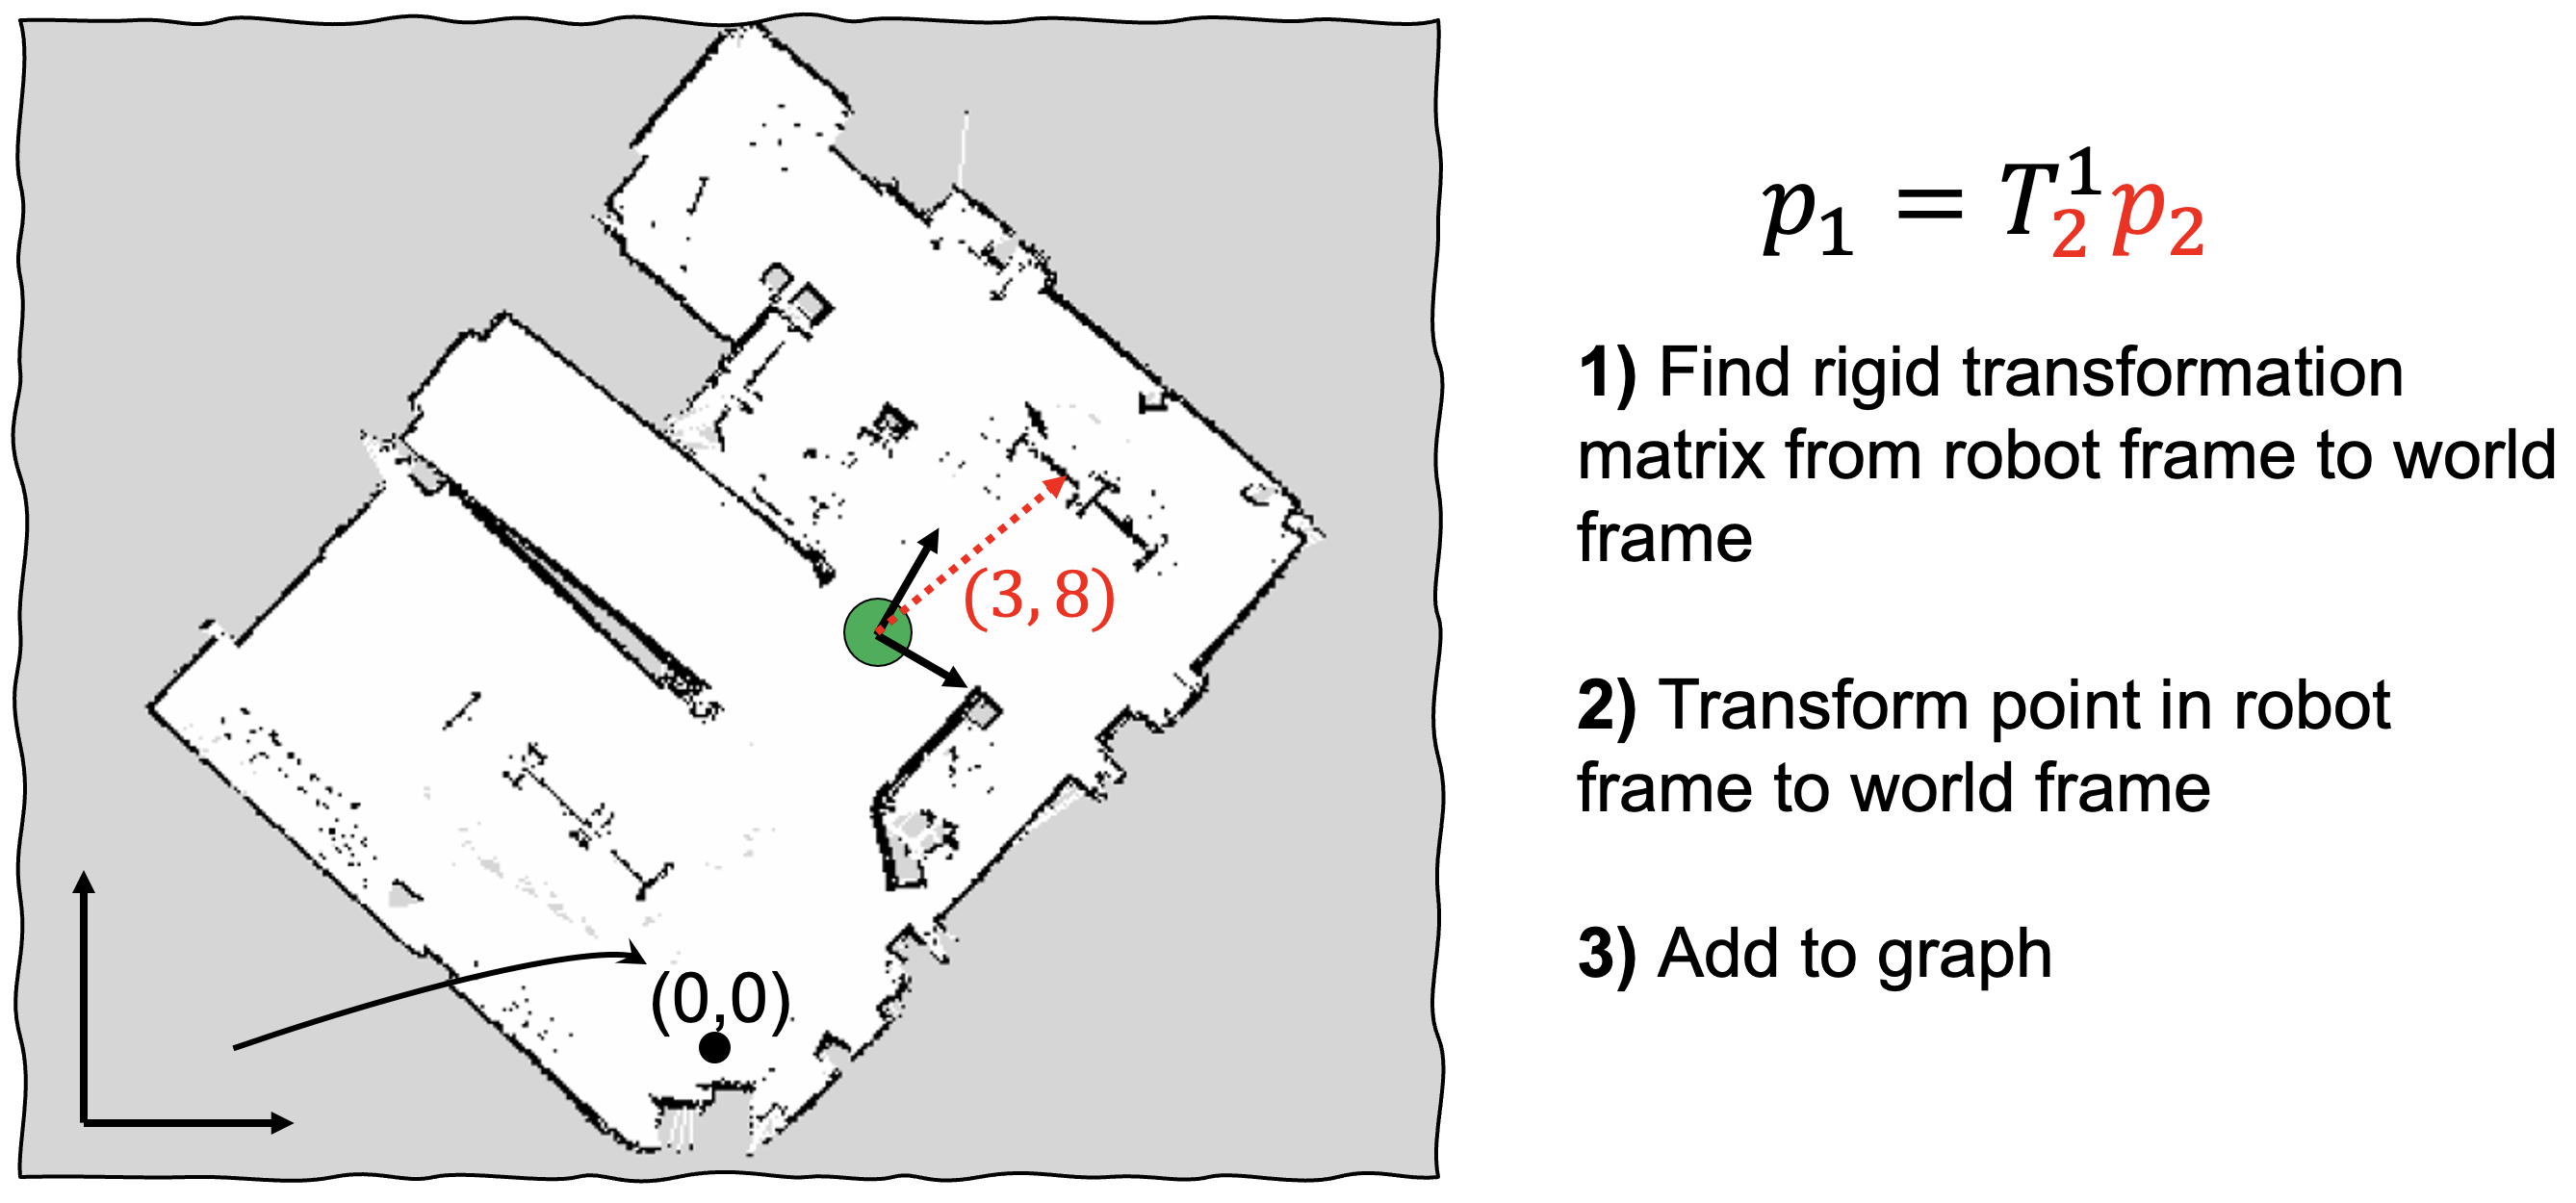 p₁ = T₂¹p₂
1) Find rigid transformation
matrix from robot frame to world
frame
(3, 8)
2) Transform point in robot
frame to world frame
3) Add to graph
(0,0)